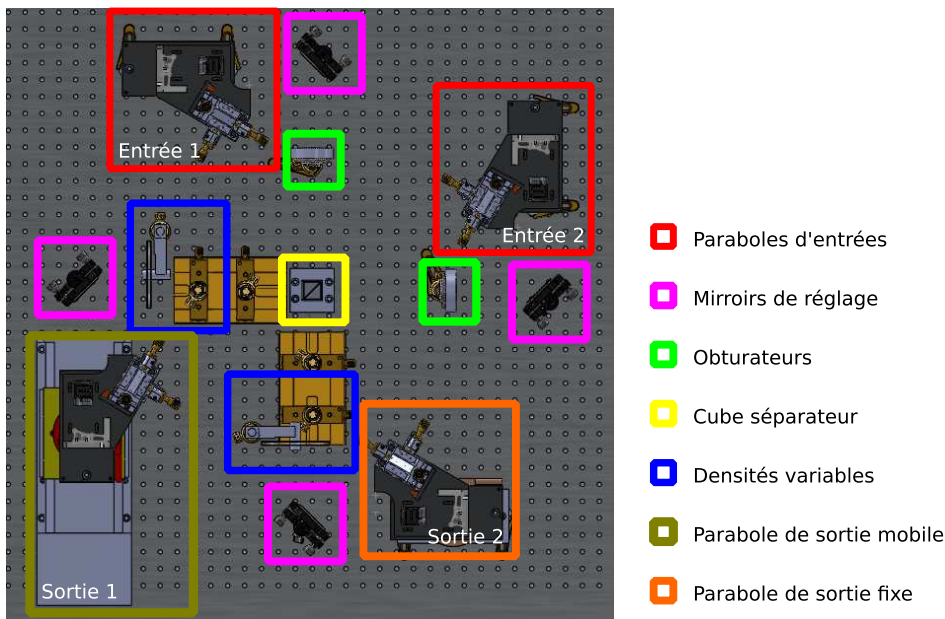 Entrée 1
Entrée 2
Sortie 2
Sortie 1
Paraboles d'entrées
Mirroirs de réglage
Obturateurs
Cube séparateur
Densités variables
Parabole de sortie mobile
Parabole de sortie fixe